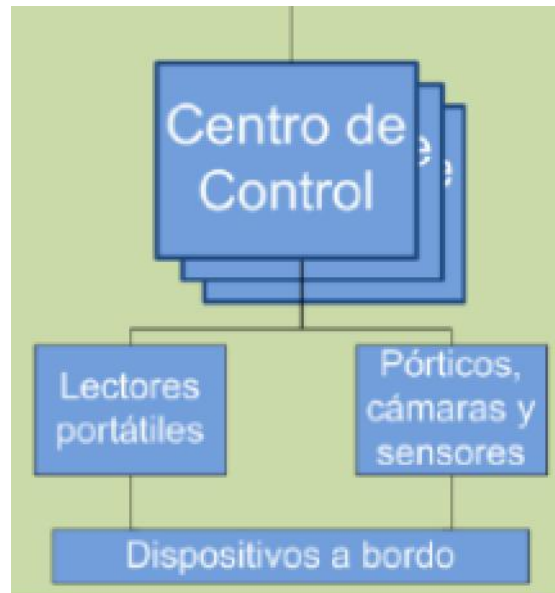 Centro de
Control
e
e
Lectores
portátiles
Pórticos,
cámaras y
sensores
Dispositivos a bordo